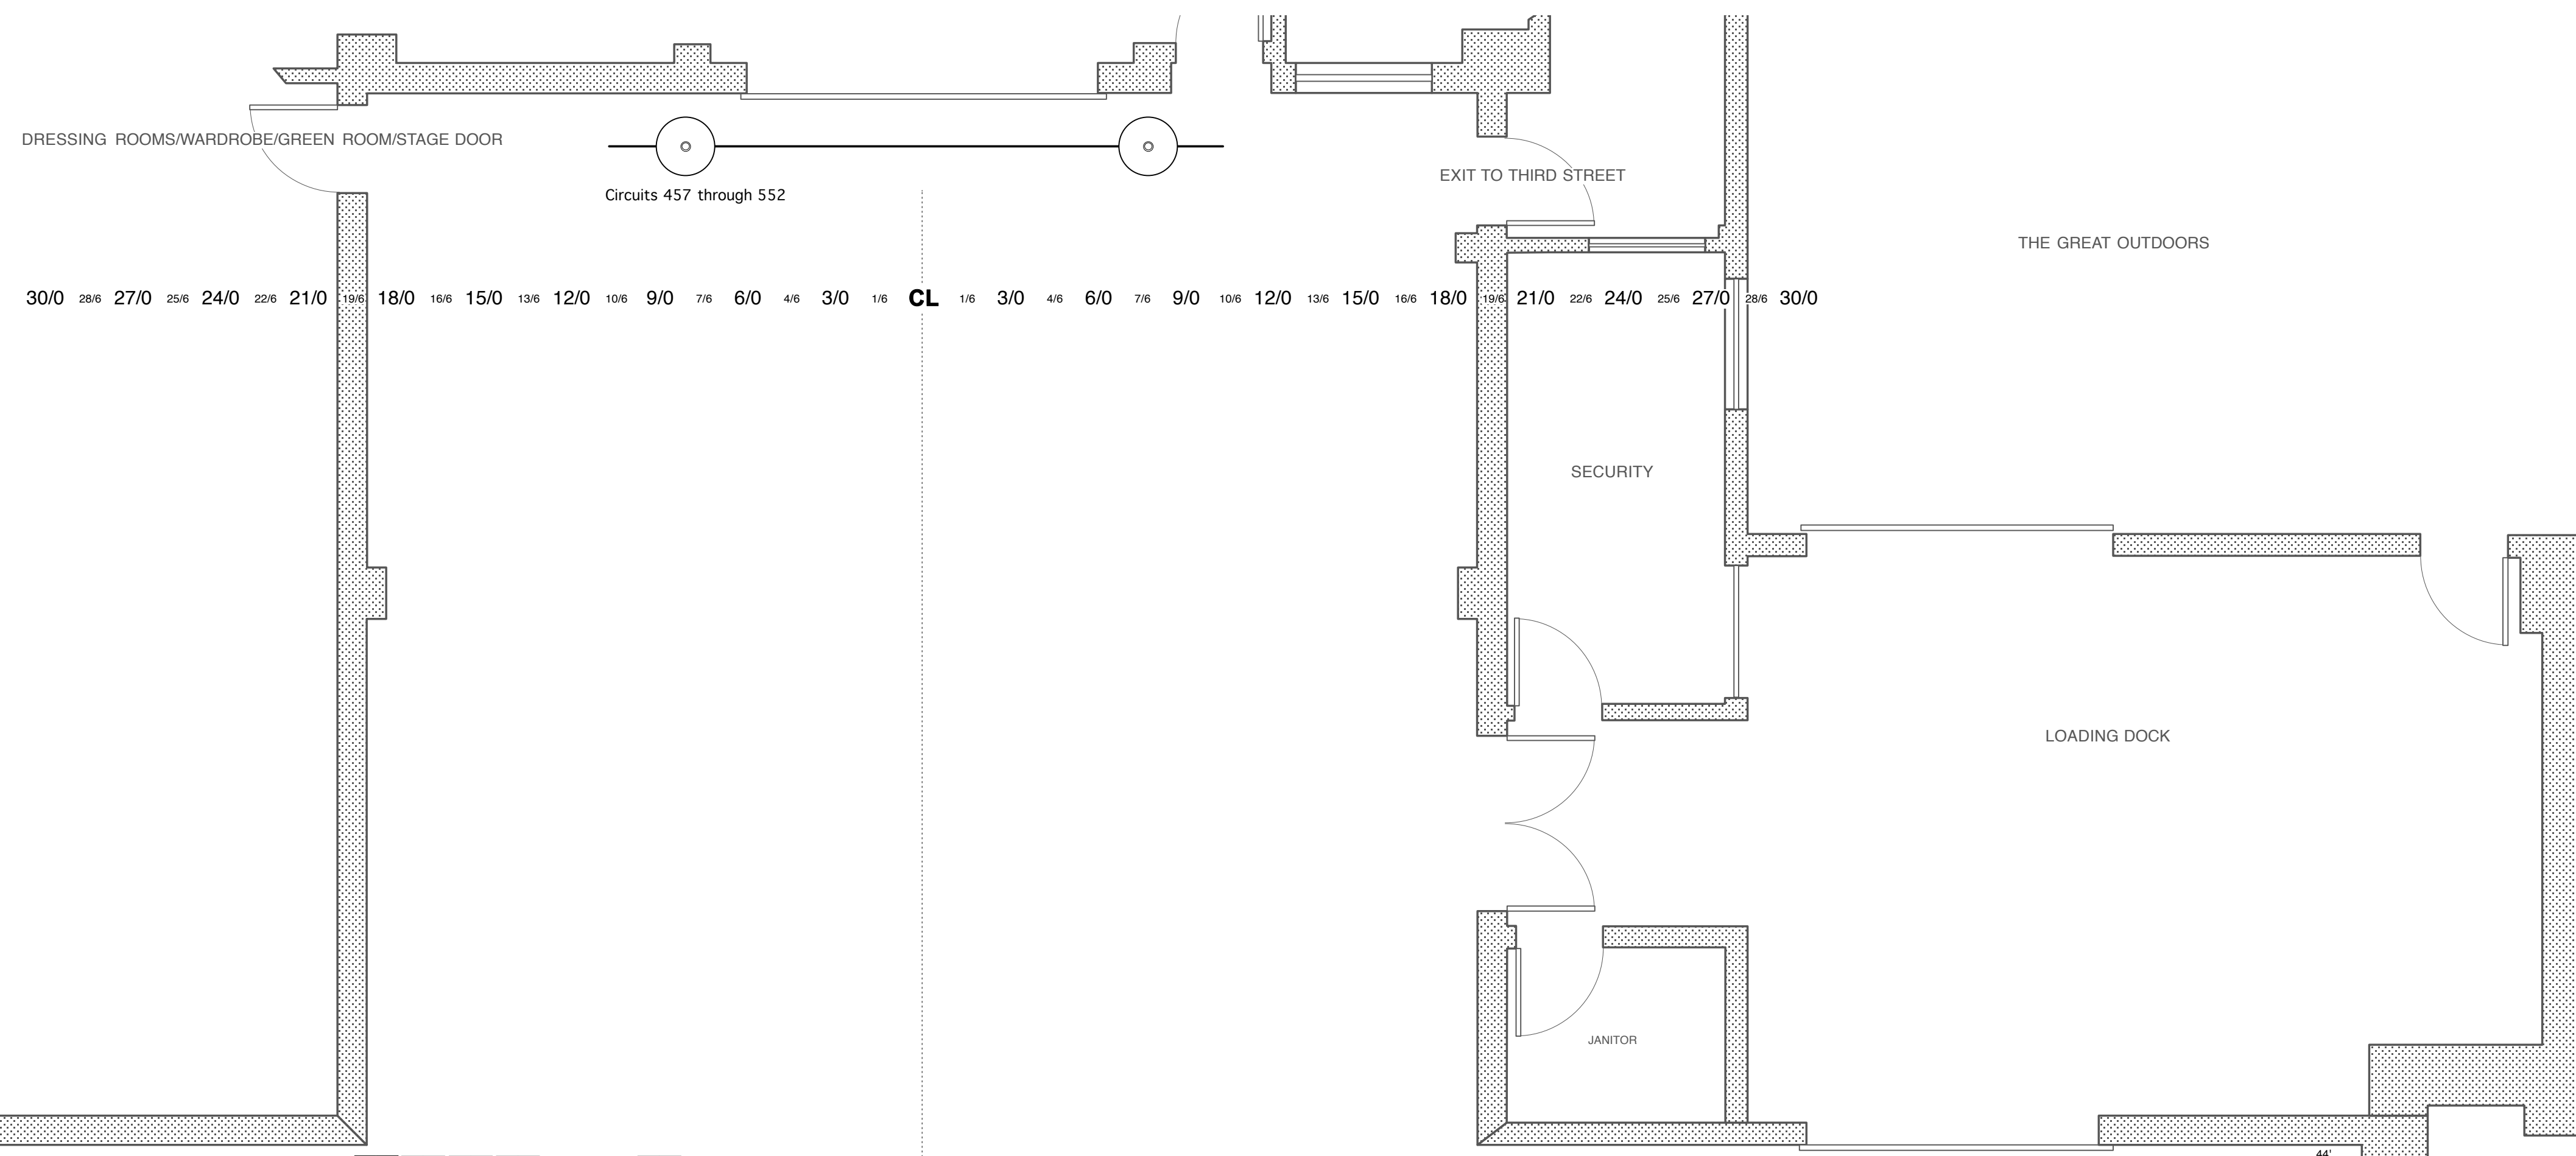 DRESSING ROOMS/WARDROBE/GREEN ROOM/STAGE DOOR
EXIT TO THIRD STREET
Circuits 457 through 552
THE GREAT OUTDOORS
30/0 28/6 27/0 25/6 24/0 22/6 21/0 19/6 18/0 16/6 15/0 13/6 12/0 10/6 9/0 7/6 6/0 4/6 3/0 1/6 CL 1/6 3/0 4/6 6/0 7/6 9/0 10/6 12/0 13/6 15/0 16/6 18/0 19/6 21/0 22/6 24/0 25/6 27/0 28/6 30/0
SECURITY
LOADING DOCK
JANITOR
44'